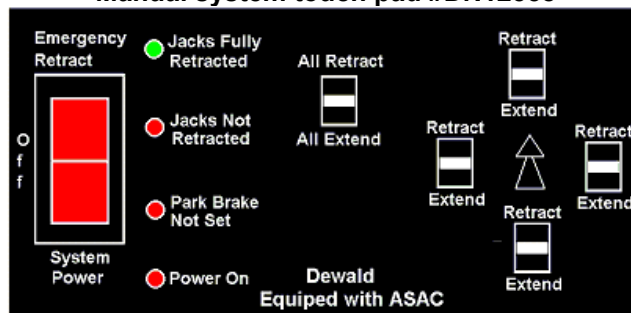 Emergency
Retract
Off
System
Power
Jacks Fully
Retracted
Jacks Not
Retracted
Park Brake
Not Set
Power On
All Retract
All Extend
Retract
Extend
Retract
Extend
Retract
Extend
Retract
Extend
Dewald
Equiped with ASAC